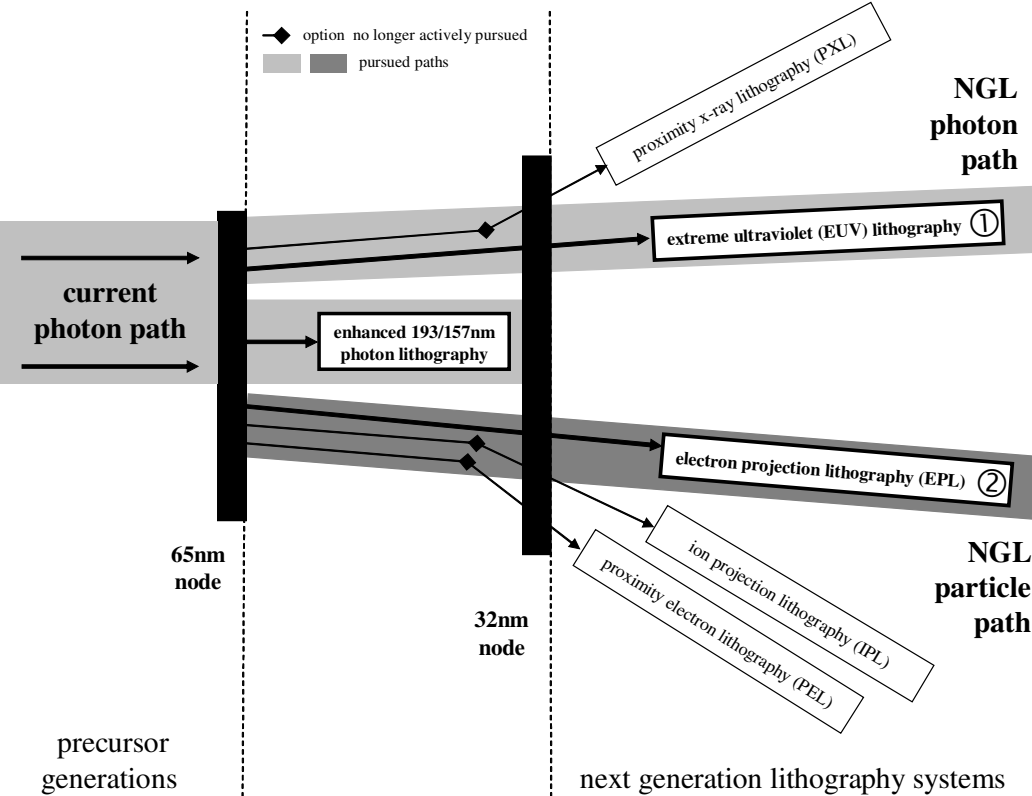 option no longer actively pursued
pursued paths
proximity x-ray lithography (PXL)
NGL
photon
path
extreme ultraviolet (EUV) lithography ①
current
photon path
enhanced 193/157nm
photon lithography
electron projection lithography (EPL) ②
65nm
node
ion projection lithography (IPL)
proximity electron lithography (PEL)
NGL
particle
path
32nm
node
precursor
generations
next generation lithography systems